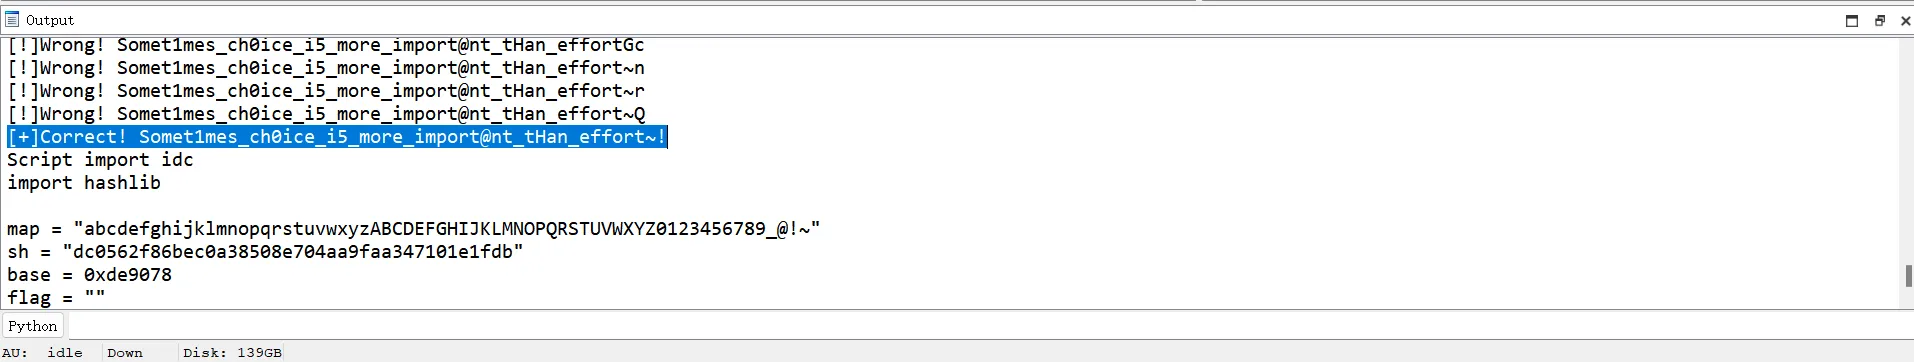 Output
[!]Wrong! Somet1mes_ch0ice_i5_more_import@nt_tHan_effortGc
[!]Wrong! Somet1mes_ch0ice_i5_more_import@nt_tHan_effort~n
[!]Wrong! Somet1mes_ch0ice_i5_more_import@nt_tHan_effort~r
[!]Wrong! Somet1mes_ch0ice_i5_more_import@nt_tHan_effort~Q
[+]Correct! Somet1mes_ch0ice_i5_more_import@nt_tHan_effort~!
Script import idc
import hashlib
map = "abcdefghijklmnopqrstuvwxyzABCDEFGHIJKLMNOPQRSTUVWXYZ0123456789_@!~"
sh = "dc0562f86bec0a38508e704aa9faa347101e1fdb"
base = 0xde9078
flag = ""
Python
AU: idle Down Disk: 139GB